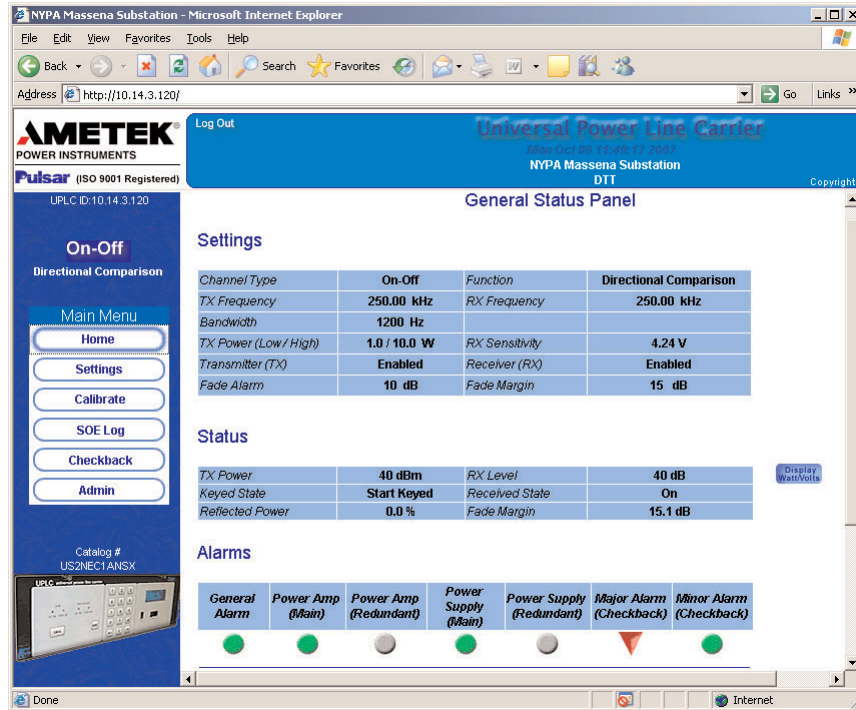 NYPA Massena Substation - Microsoft Internet Explorer
File Edit View Favorites Tools Help
Back Search Favorites
Address http://10.14.3.120/ Go Links »
AMETEK®
POWER INSTRUMENTS
Pulsar (ISO 9001 Registered)
Log Out
Universal Power Line Carrier
NYPA Massena Substation
DTT
Copyright
UPLC ID:10.14.3.120
On-Off
Directional Comparison
Main Menu
Home
Settings
Calibrate
SOE Log
Checkback
Admin
Catalog #
US2NEC1ANSX
UPLC
General Status Panel
Settings
Channel Type On-Off Function Directional Comparison
TX Frequency 250.00 kHz RX Frequency 250.00 kHz
Bandwidth 1200 Hz
TX Power (Low / High) 1.0 / 10.0 W RX Sensitivity 4.24 V
Transmitter (TX) Enabled Receiver (RX) Enabled
Fade Alarm 10 dB Fade Margin 15 dB
Status
TX Power 40 dBm RX Level 40 dB
Keyed State Start Keyed Received State On
Reflected Power 0.0 % Fade Margin 15.1 dB
Display
Watt/Volts
Alarms
General Alarm Power Amp (Main) Power Amp (Redundant) Power Supply (Main) Power Supply (Redundant) Major Alarm (Checkback) Minor Alarm (Checkback)
Done Internet